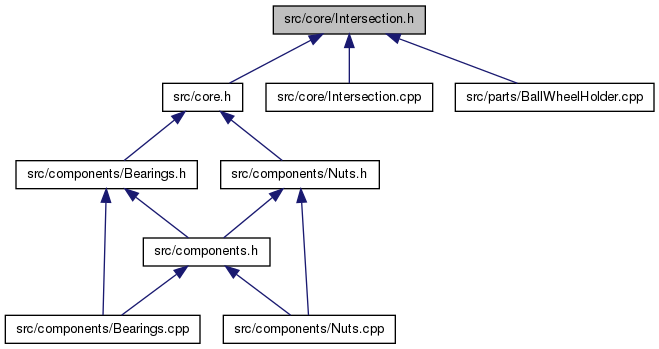 src/core/Intersection.h
src/core.h
src/core/Intersection.cpp
src/parts/BallWheelHolder.cpp
src/components/Bearings.h
src/components/Nuts.h
src/components.h
src/components/Bearings.cpp
src/components/Nuts.cpp